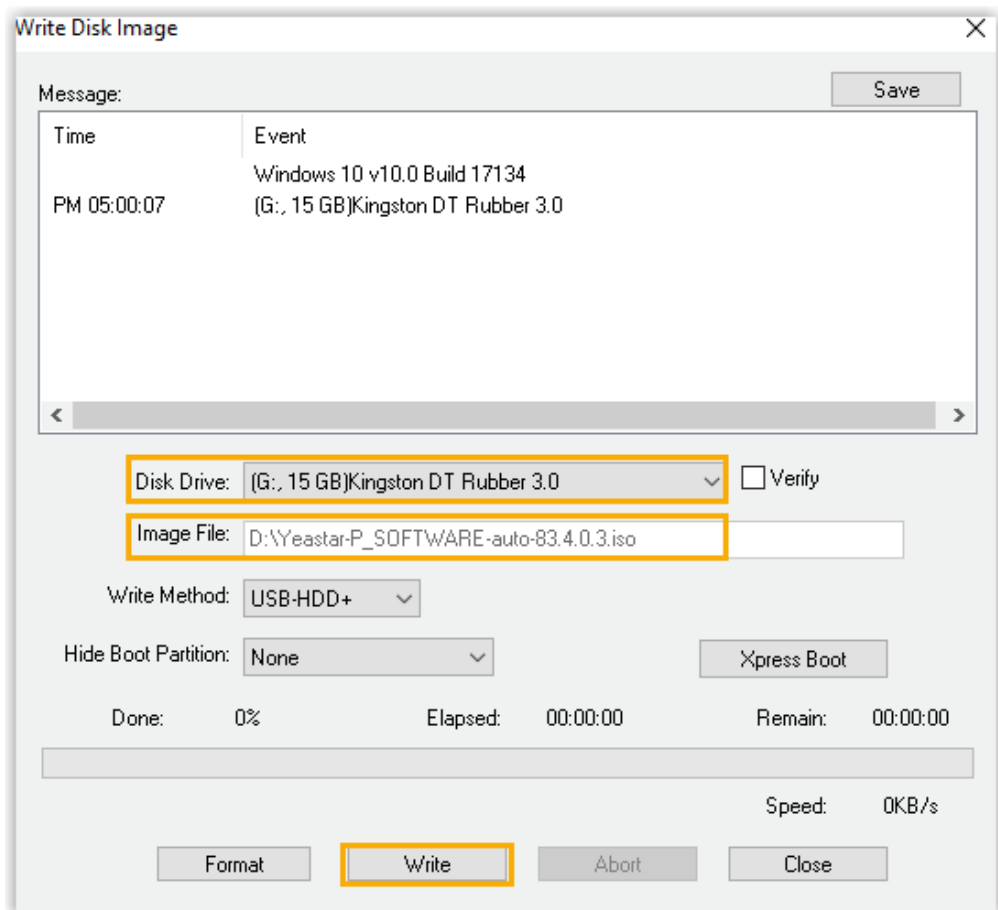 Write Disk Image
Message:
Save
Time Event
Windows 10 v10.0 Build 17134
PM 05:00:07 (G:, 15 GB)Kingston DT Rubber 3.0
Disk Drive: (G:, 15 GB)Kingston DT Rubber 3.0 Verify
Image File: D:\Yeastar-P_SOFTWARE-auto-83.4.0.3.iso
Write Method: USB-HDD+
Hide Boot Partition: None Xpress Boot
Done: 0% Elapsed: 00:00:00 Remain: 00:00:00
Speed: 0KB/s
Format Write Abort Close